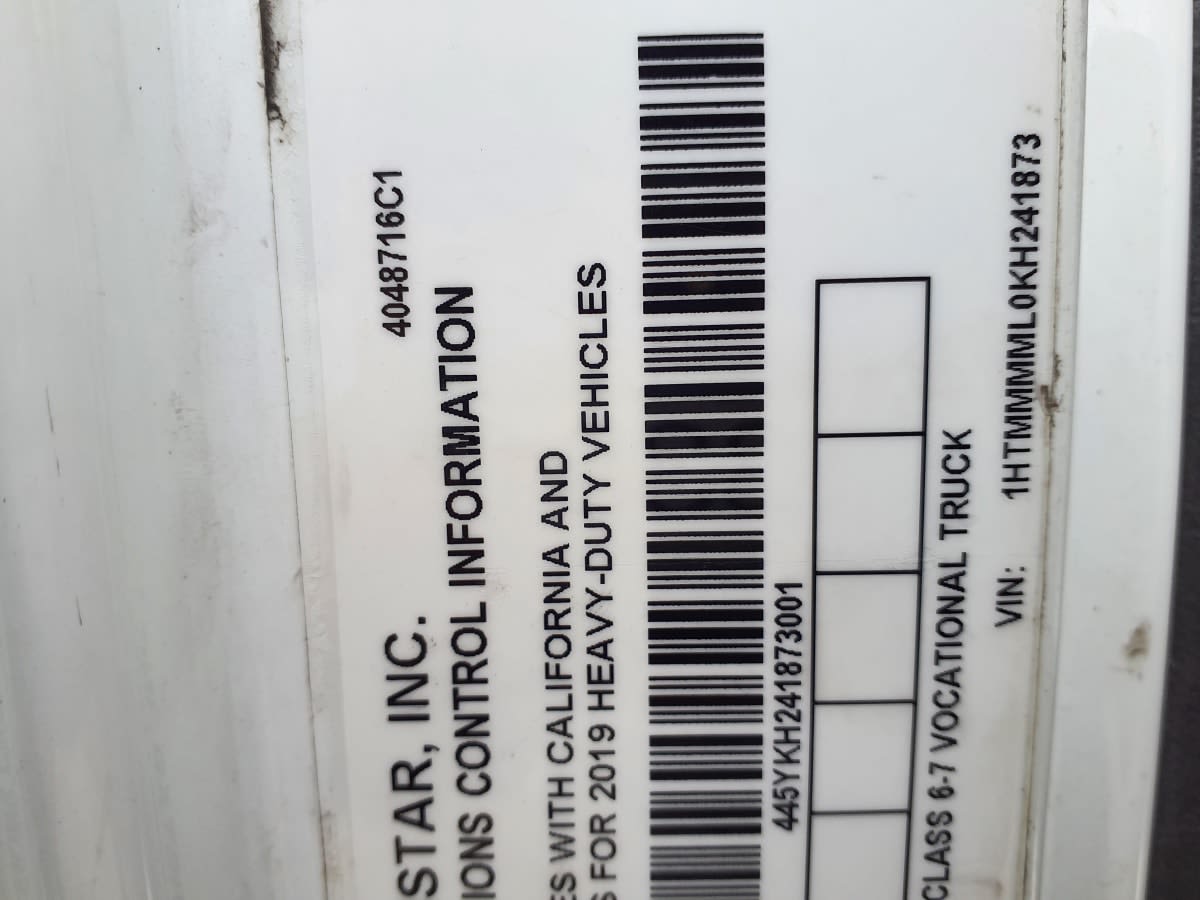 4048716C1
STAR, INC.
IONS CONTROL INFORMATION
ES WITH CALIFORNIA AND
S FOR 2019 HEAVY-DUTY VEHICLES
445YKH241873001
CLASS 6-7 VOCATIONAL TRUCK
VIN: 1HTMMMML0KH241873